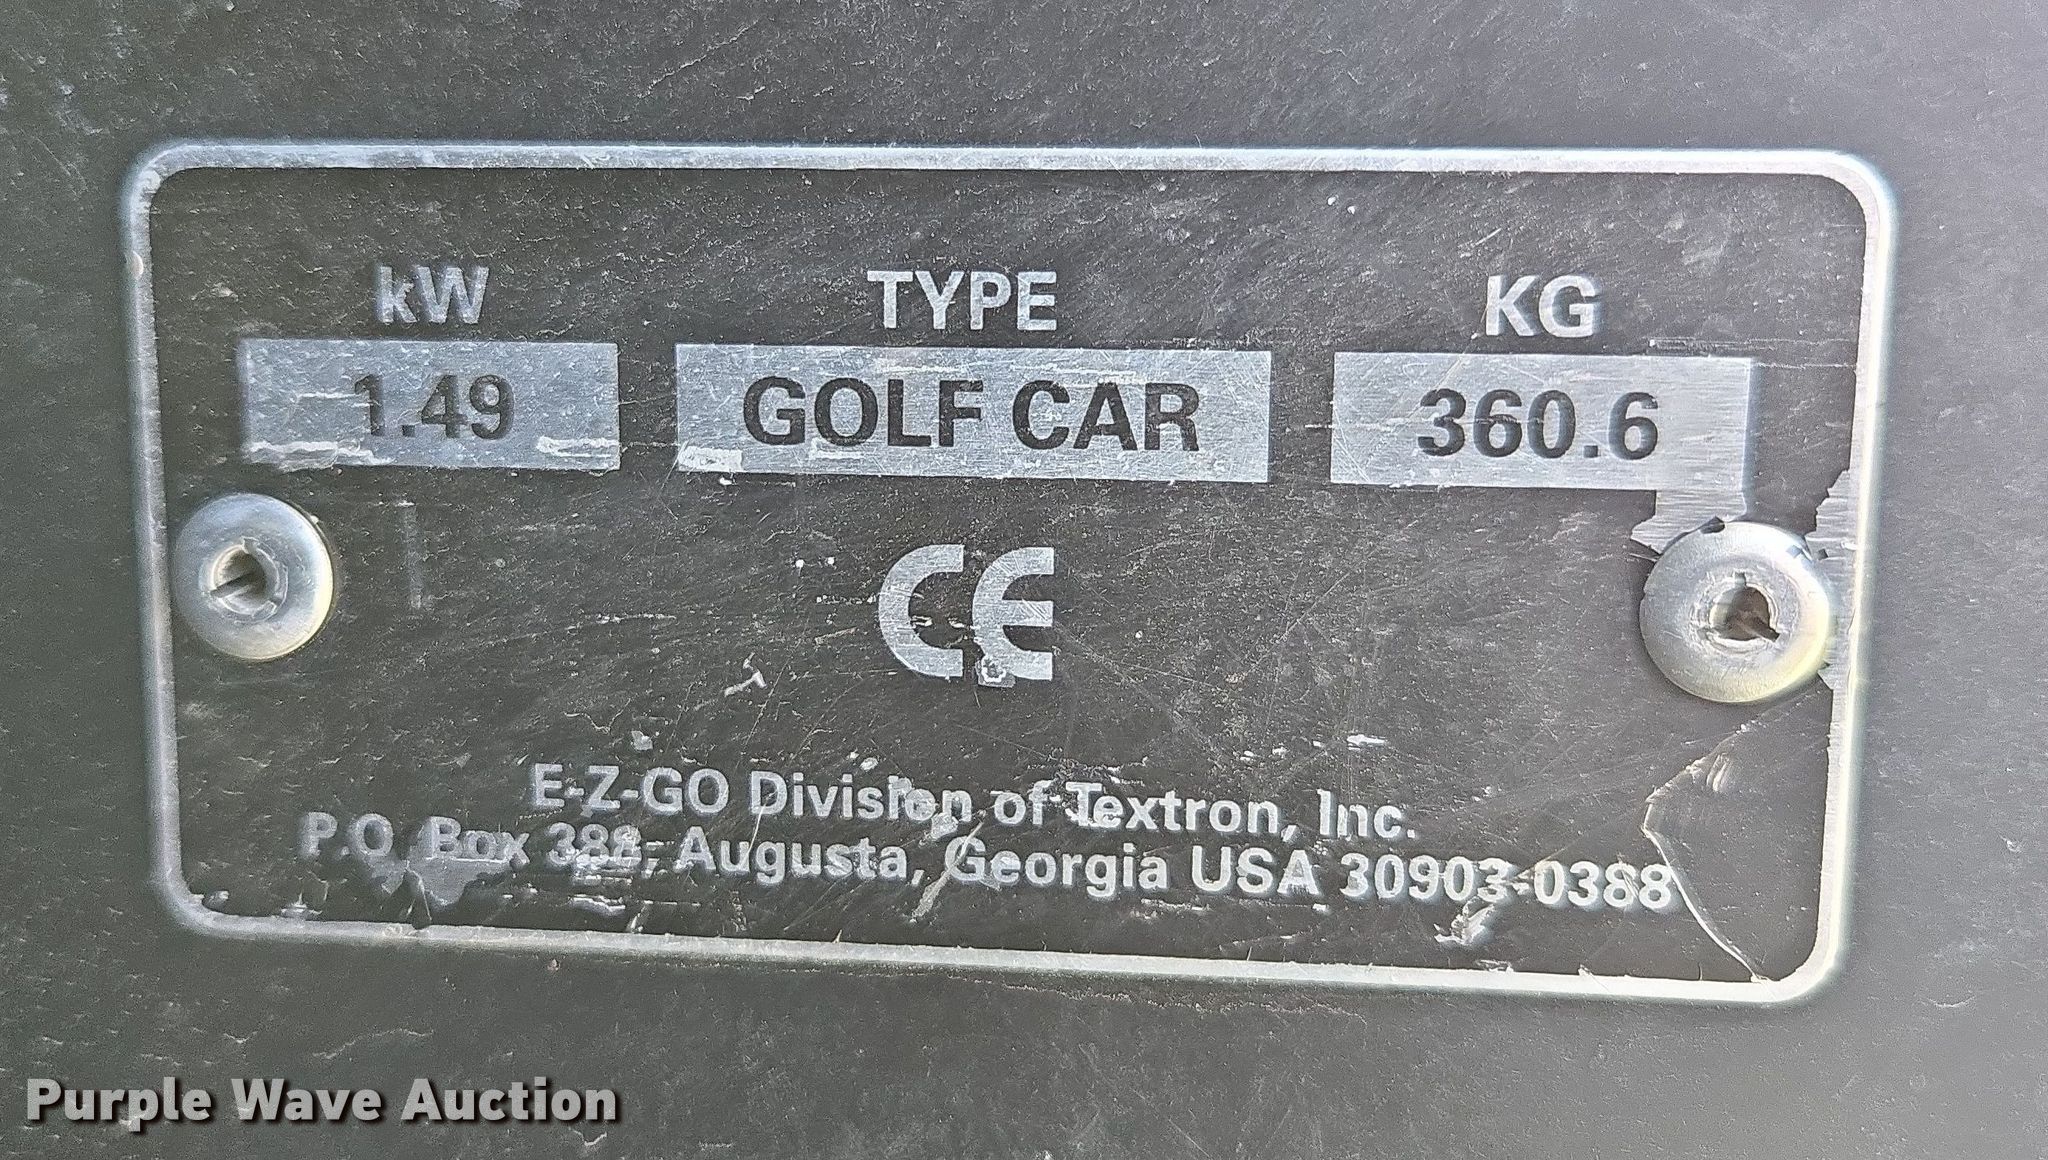 kW TYPE KG
1.49 GOLF CAR 360.6
CE
E-Z-GO Division of Textron, Inc.
P.O. Box 388, Augusta, Georgia USA 30903-0388
Purple Wave Auction